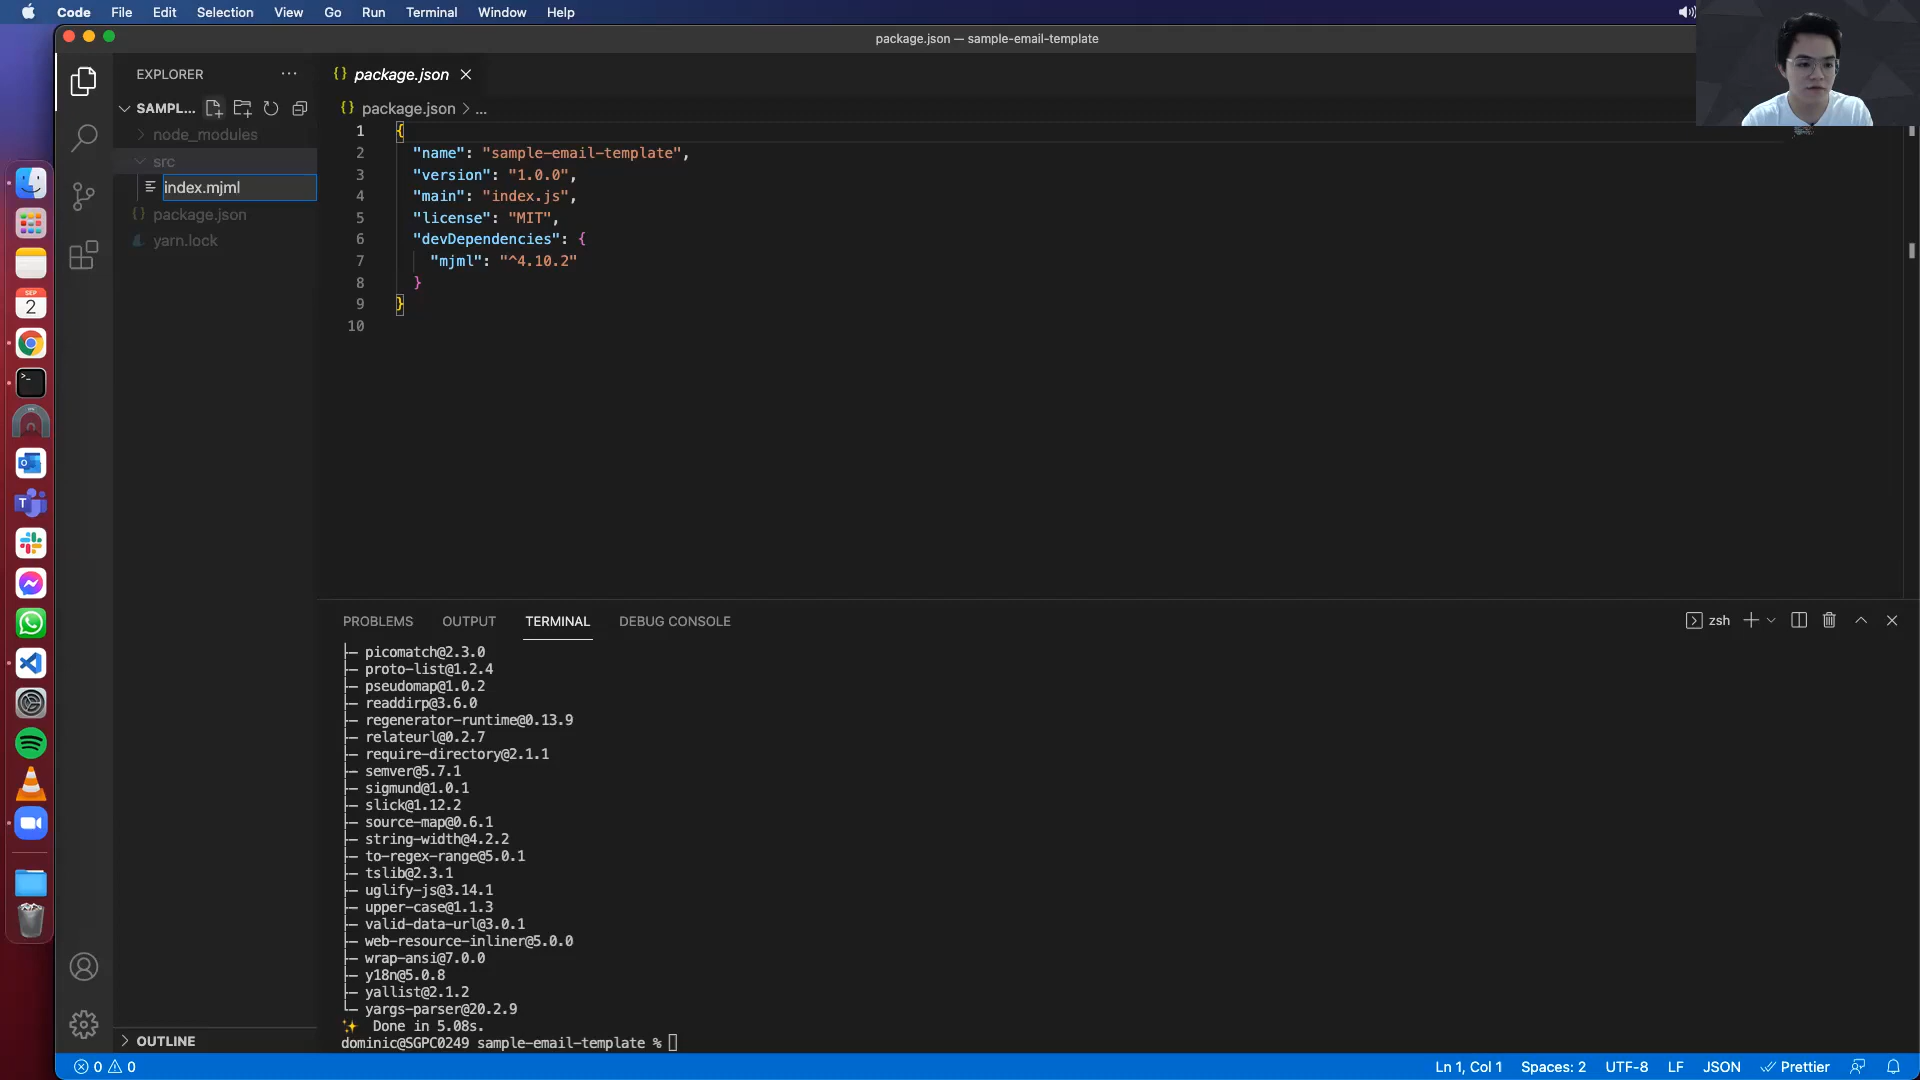 Code File Edit Selection View Go Run Terminal Window Help
package.json — sample-email-template
EXPLORER
package.json
SAMPL...
package.json > ...
node_modules
src
index.mjml
package.json
yarn.lock
1 {
2 "name": "sample-email-template",
3 "version": "1.0.0",
4 "main": "index.js",
5 "license": "MIT",
6 "devDependencies": {
7 "mjml": "^4.10.2"
8 }
9 }
10
SEP
2
PROBLEMS OUTPUT TERMINAL DEBUG CONSOLE
zsh
├─ picomatch@2.3.0
├─ proto-list@1.2.4
├─ pseudomap@1.0.2
├─ readdirp@3.6.0
├─ regenerator-runtime@0.13.9
├─ relateurl@0.2.7
├─ require-directory@2.1.1
├─ semver@5.7.1
├─ sigmund@1.0.1
├─ slick@1.12.2
├─ source-map@0.6.1
├─ string-width@4.2.2
├─ to-regex-range@5.0.1
├─ tslib@2.3.1
├─ uglify-js@3.14.1
├─ upper-case@1.1.3
├─ valid-data-url@3.0.1
├─ web-resource-inliner@5.0.0
├─ wrap-ansi@7.0.0
├─ y18n@5.0.8
├─ yallist@2.1.2
└─ yargs-parser@20.2.9
✨ Done in 5.08s.
dominic@SGPC0249 sample-email-template %
OUTLINE
0 0
Ln 1, Col 1 Spaces: 2 UTF-8 LF JSON Prettier